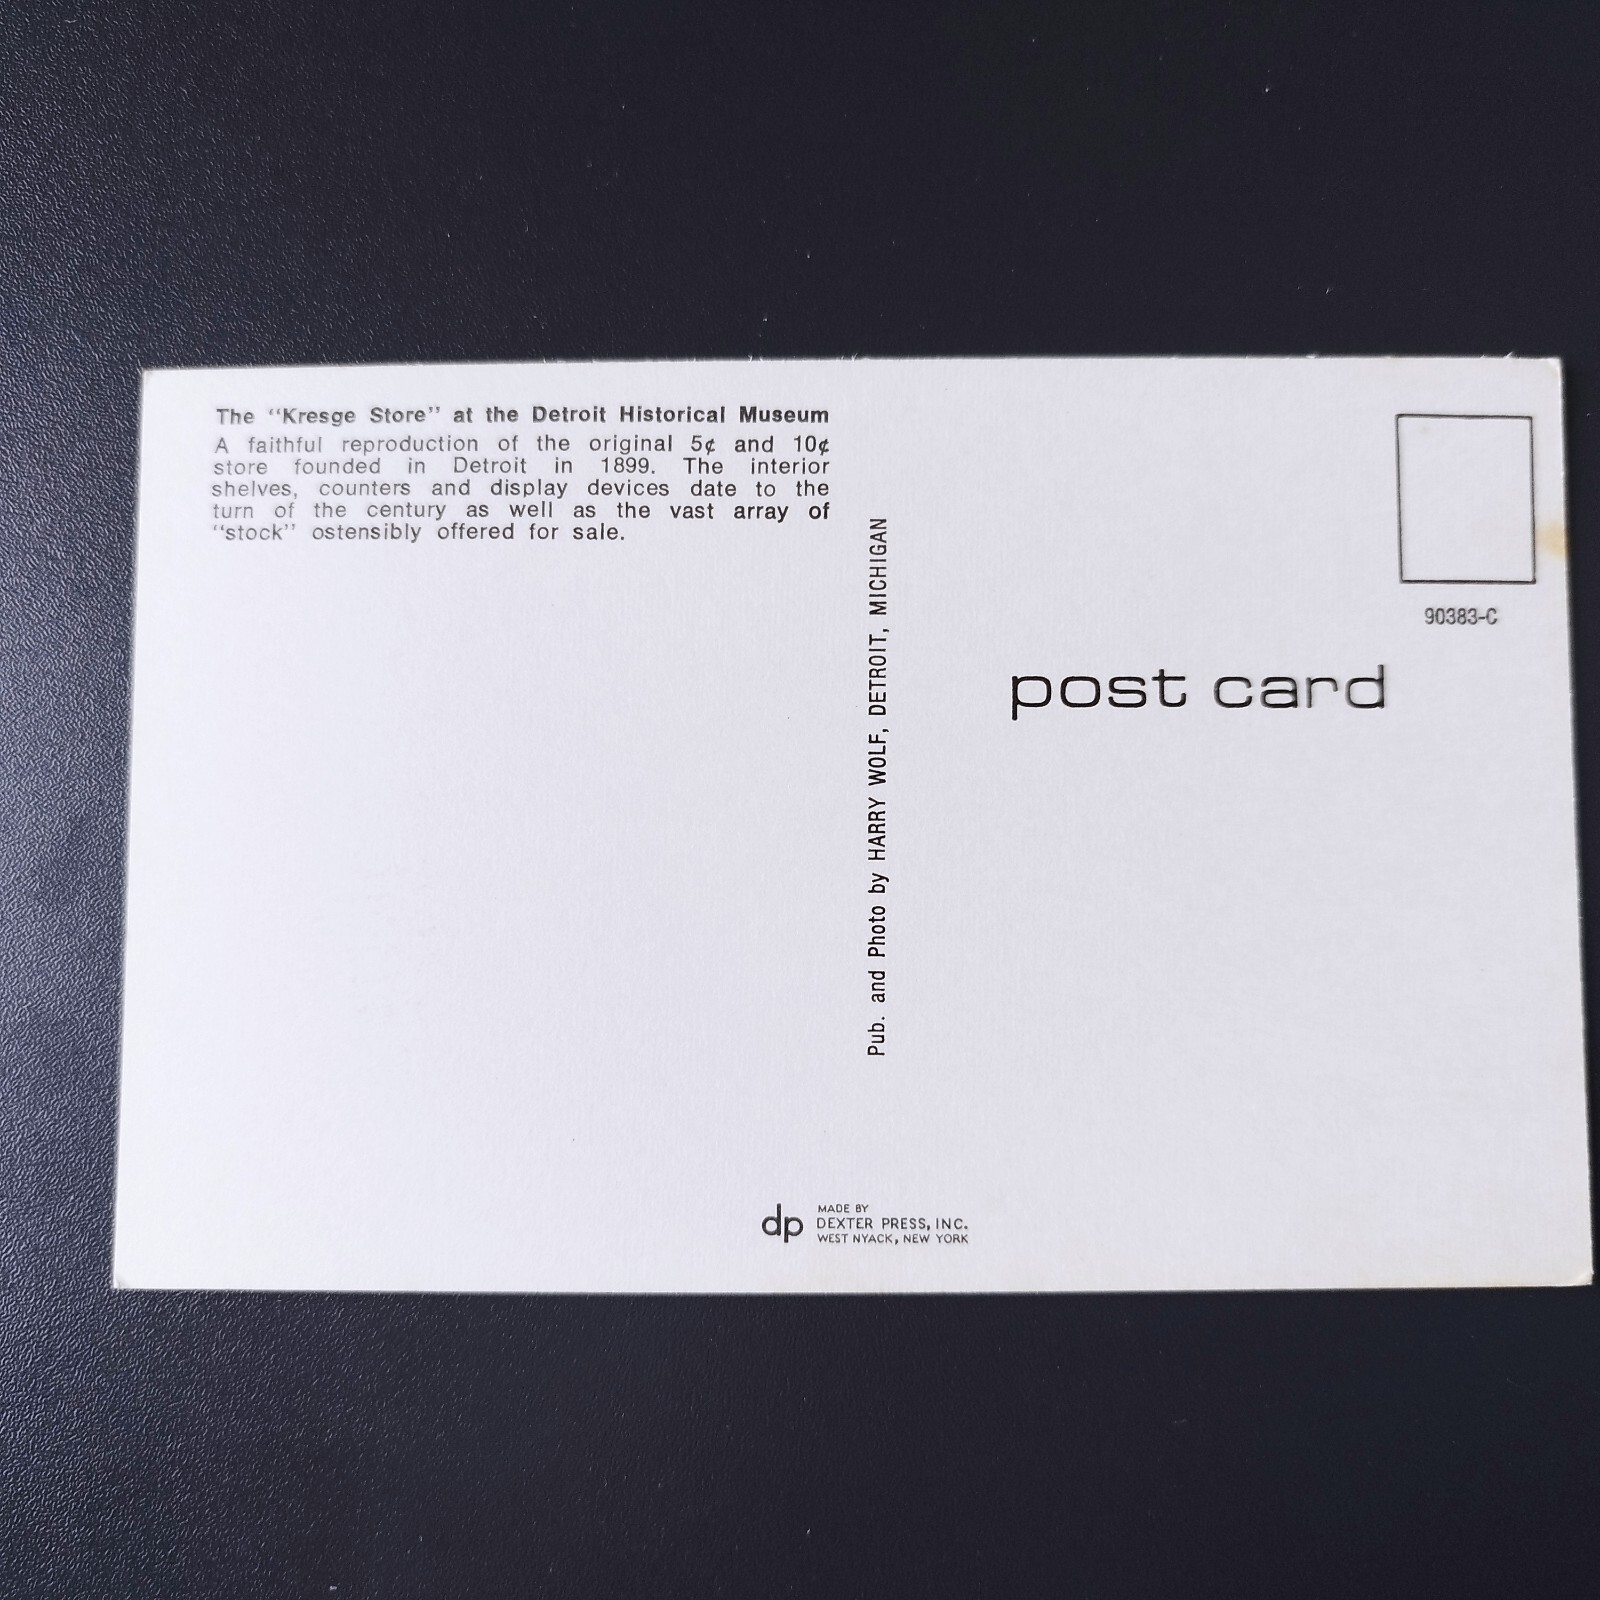 The "Kresge Store" at the Detroit Historical Museum
A faithful reproduction of the original 5¢ and 10¢
store founded in Detroit in 1899. The interior
shelves, counters and display devices date to the
turn of the century as well as the vast array of
"stock" ostensibly offered for sale.
Pub. and Photo by HARRY WOLF, DETROIT, MICHIGAN
90383-C
post card
dp
MADE BY
DEXTER PRESS, INC.
WEST NYACK, NEW YORK